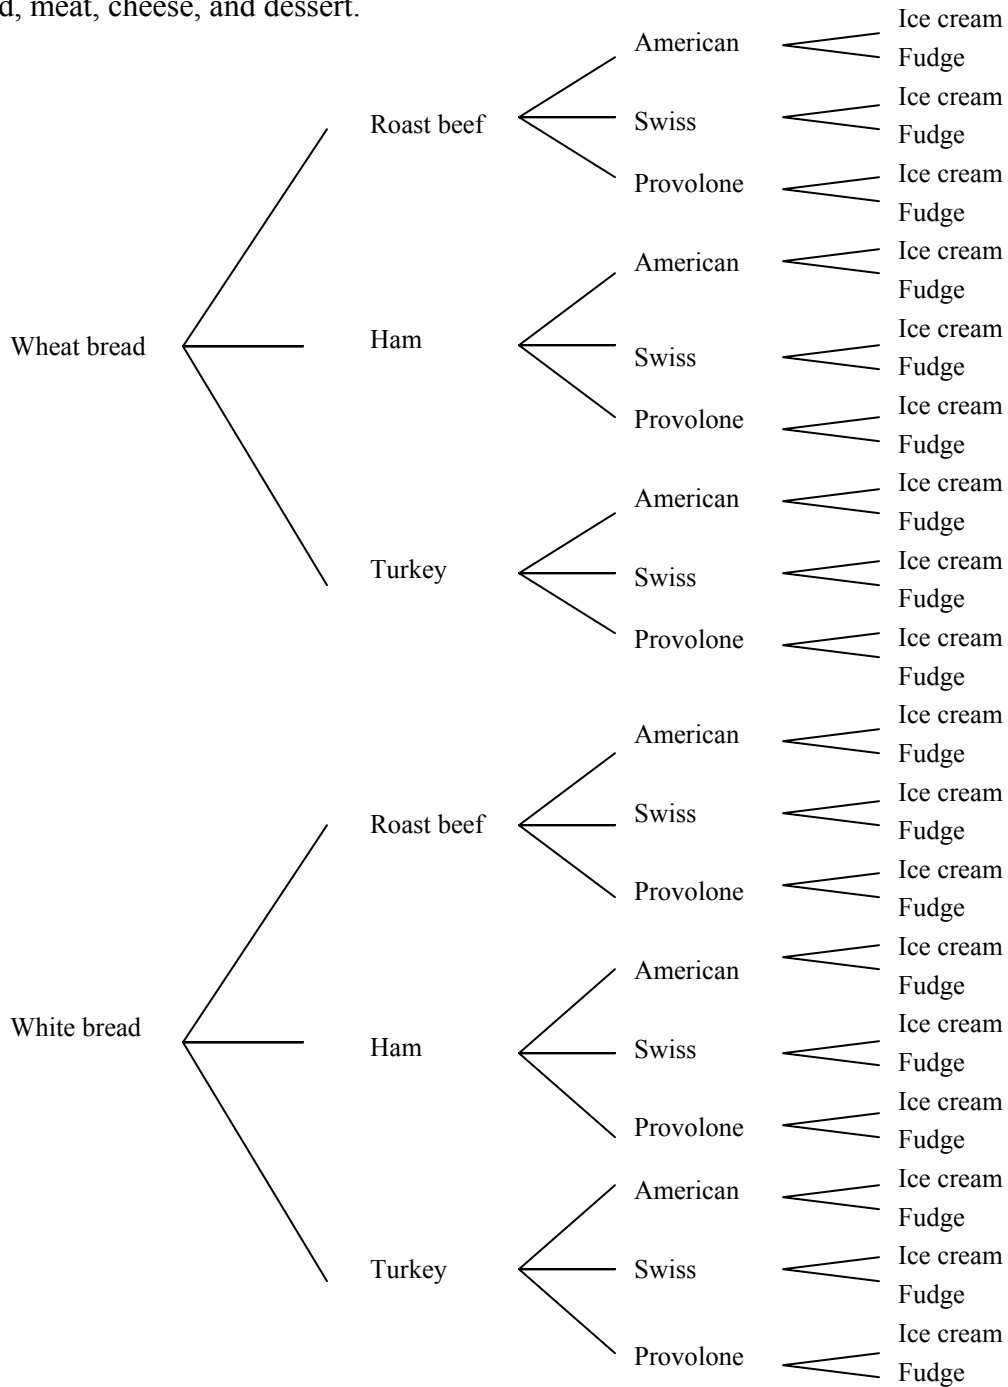 d, meat, cheese, and dessert.
Ice cream
American
Fudge
Ice cream
Roast beef
Swiss
Fudge
Ice cream
Provolone
Fudge
Ice cream
American
Fudge
Ice cream
Wheat bread
Ham
Swiss
Fudge
Ice cream
Provolone
Fudge
Ice cream
American
Fudge
Ice cream
Turkey
Swiss
Fudge
Ice cream
Provolone
Fudge
Ice cream
American
Fudge
Ice cream
Roast beef
Swiss
Fudge
Ice cream
Provolone
Fudge
Ice cream
American
Fudge
Ice cream
White bread
Ham
Swiss
Fudge
Ice cream
Provolone
Fudge
Ice cream
American
Fudge
Ice cream
Turkey
Swiss
Fudge
Ice cream
Provolone
Fudge